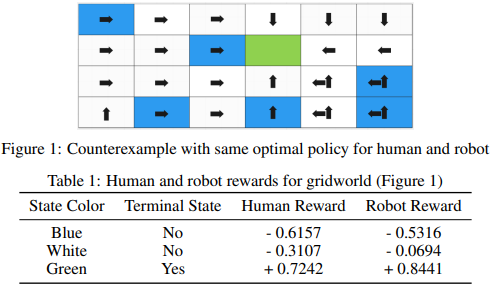 Figure 1: Counterexample with same optimal policy for human and robot
Table 1: Human and robot rewards for gridworld (Figure 1)
State Color Terminal State Human Reward Robot Reward
Blue No - 0.6157 - 0.5316
White No - 0.3107 - 0.0694
Green Yes + 0.7242 + 0.8441